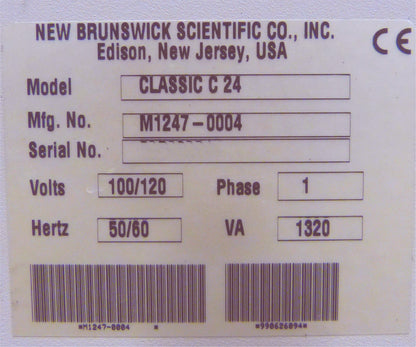 NEW BRUNSWICK SCIENTIFIC CO., INC.
Edison, New Jersey, USA
CE
Model CLASSIC C 24
Mfg. No. M1247-0004
Serial No.
Volts 100/120 Phase 1
Hertz 50/60 VA 1320
*M1247-0004 * *990626094*